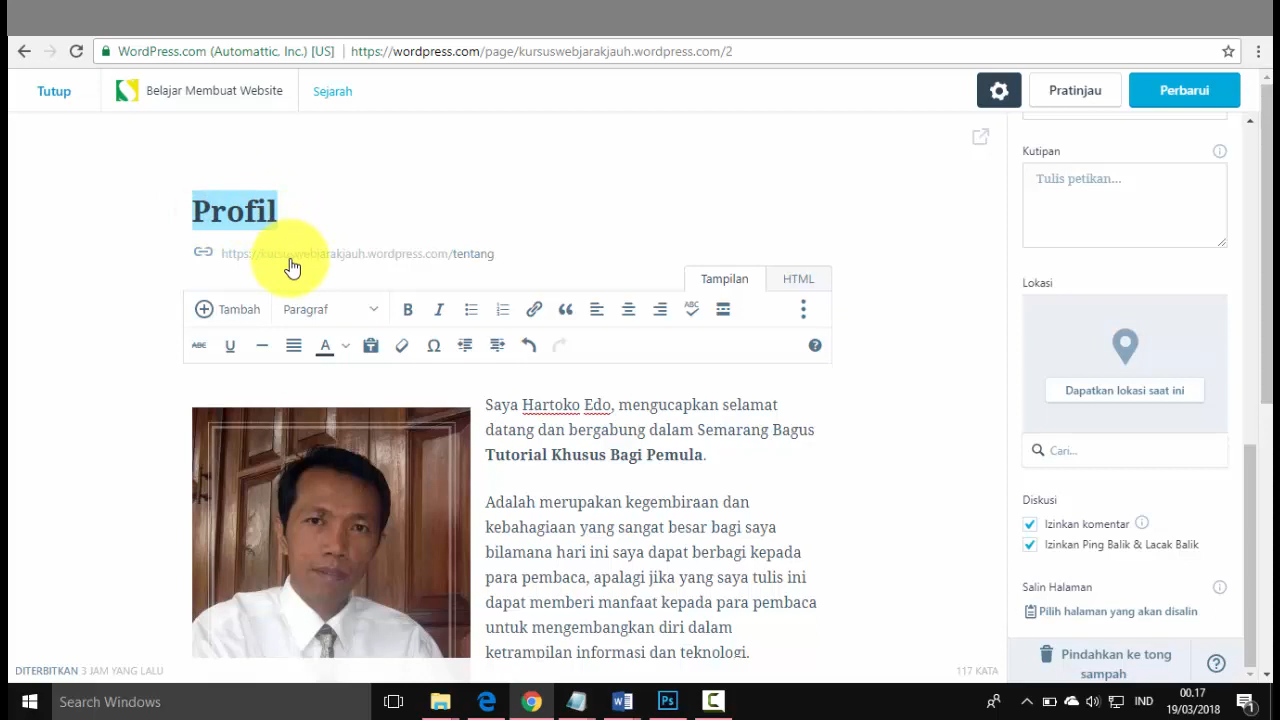 WordPress.com (Automattic, Inc.) [US] https://wordpress.com/page/kursuswebjarakjauh.wordpress.com/2
Tutup Belajar Membuat Website Sejarah Pratinjau Perbarui
Kutipan
Tulis petikan...
Profil
https://kursuswebjarakjauh.wordpress.com/tentang
Tampilan HTML
Lokasi
Tambah Paragraf B I ABC
ABC U A
Dapatkan lokasi saat ini
Saya Hartoko Edo, mengucapkan selamat
datang dan bergabung dalam Semarang Bagus
Tutorial Khusus Bagi Pemula.
Cari...
Adalah merupakan kegembiraan dan
kebahagiaan yang sangat besar bagi saya
bilamana hari ini saya dapat berbagi kepada
para pembaca, apalagi jika yang saya tulis ini
dapat memberi manfaat kepada para pembaca
untuk mengembangkan diri dalam
ketrampilan informasi dan teknologi.
Diskusi
Izinkan komentar
Izinkan Ping Balik & Lacak Balik
Salin Halaman
Pilih halaman yang akan disalin
Pindahkan ke tong
sampah
DITERBITKAN 3 JAM YANG LALU 117 KATA
Search Windows
IND
00.17
19/03/2018
1